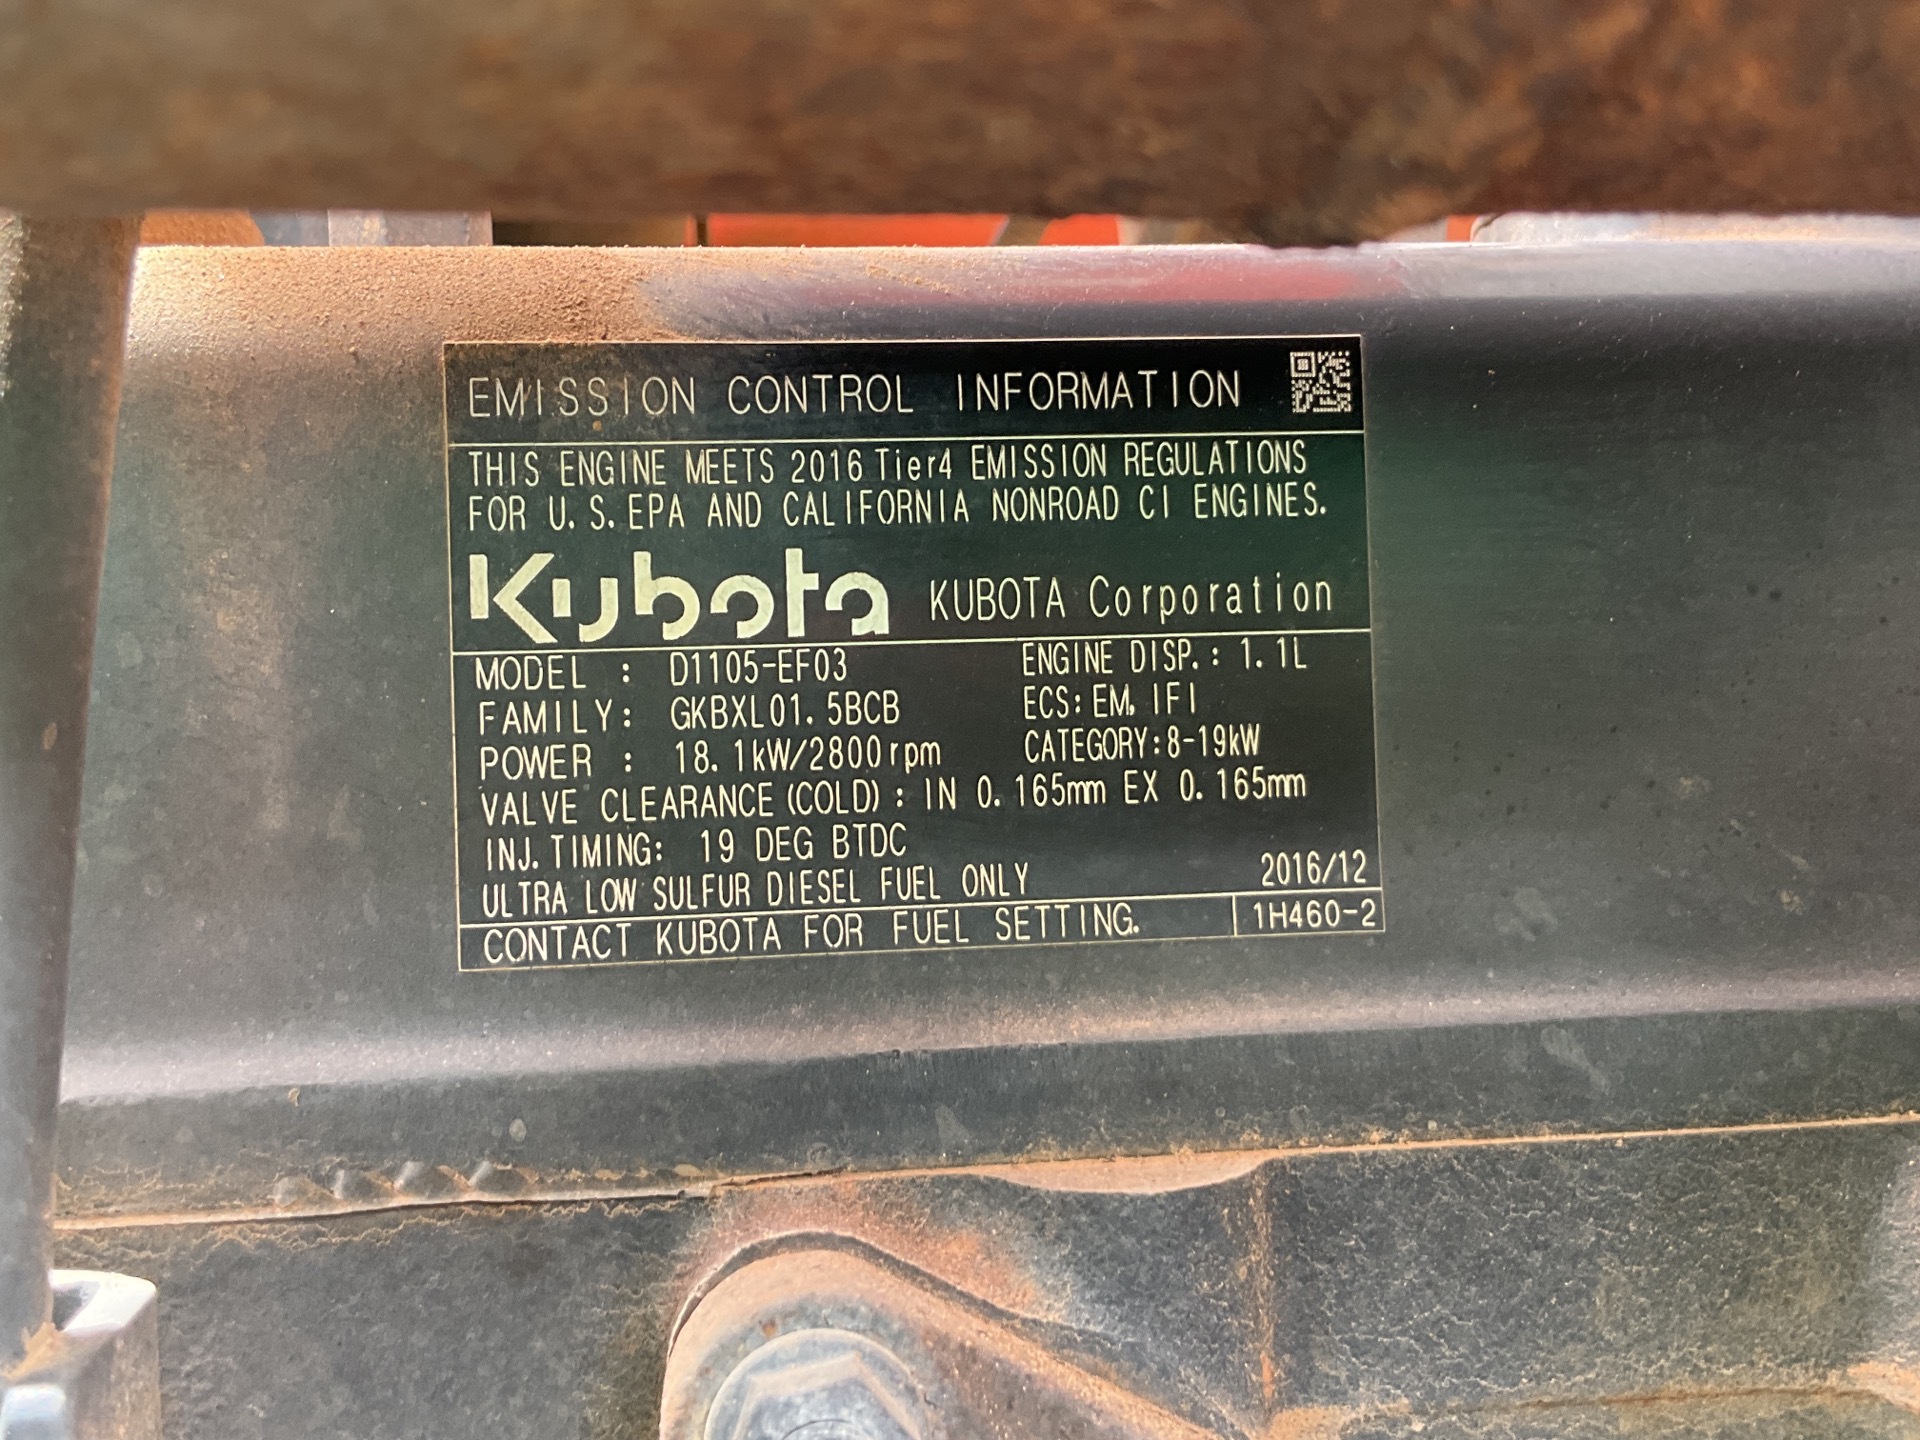 EMISSION CONTROL INFORMATION
THIS ENGINE MEETS 2016 Tier4 EMISSION REGULATIONS
FOR U.S.EPA AND CALIFORNIA NONROAD CI ENGINES.
Kubota KUBOTA Corporation
MODEL : D1105-EF03 ENGINE DISP.: 1.1L
FAMILY: GKBXL01.5BCB ECS:EM, IFI
POWER : 18.1kW/2800rpm CATEGORY:8-19kW
VALVE CLEARANCE(COLD): IN 0.165mm EX 0.165mm
INJ.TIMING: 19 DEG BTDC
ULTRA LOW SULFUR DIESEL FUEL ONLY 2016/12
CONTACT KUBOTA FOR FUEL SETTING. 1H460-2